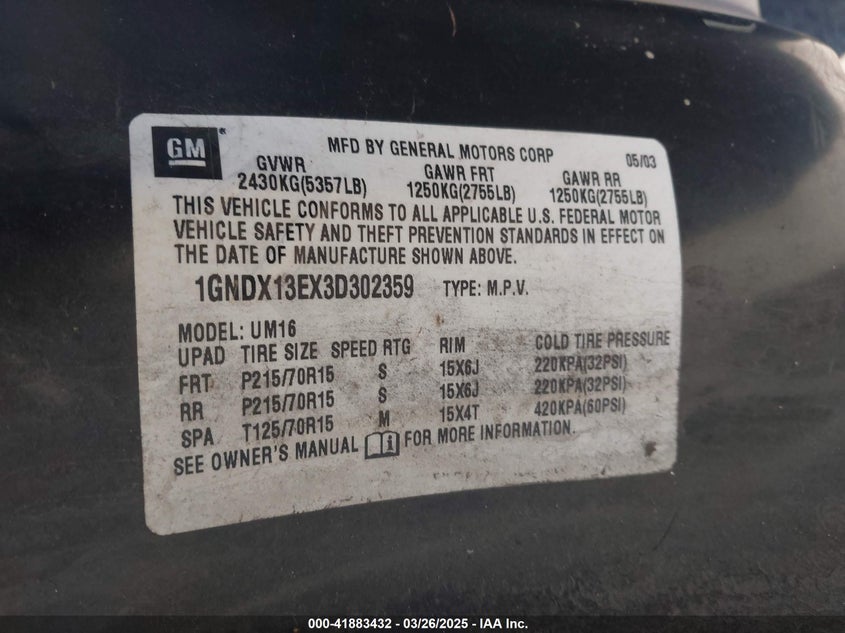 GM
MFD BY GENERAL MOTORS CORP 05/03
GVWR GAWR FRT GAWR RR
2430KG(5357LB) 1250KG(2755LB) 1250KG(2755LB)
THIS VEHICLE CONFORMS TO ALL APPLICABLE U.S. FEDERAL MOTOR
VEHICLE SAFETY AND THEFT PREVENTION STANDARDS IN EFFECT ON
THE DATE OF MANUFACTURE SHOWN ABOVE.
1GNDX13EX3D302359 TYPE: M.P.V.
MODEL: UM16
UPAD TIRE SIZE SPEED RTG RIM COLD TIRE PRESSURE
FRT P215/70R15 S 15X6J 220KPA(32PSI)
RR P215/70R15 S 15X6J 220KPA(32PSI)
SPA T125/70R15 M 15X4T 420KPA(60PSI)
SEE OWNER'S MANUAL FOR MORE INFORMATION.
000-41883432 - 03/26/2025 - IAA Inc.